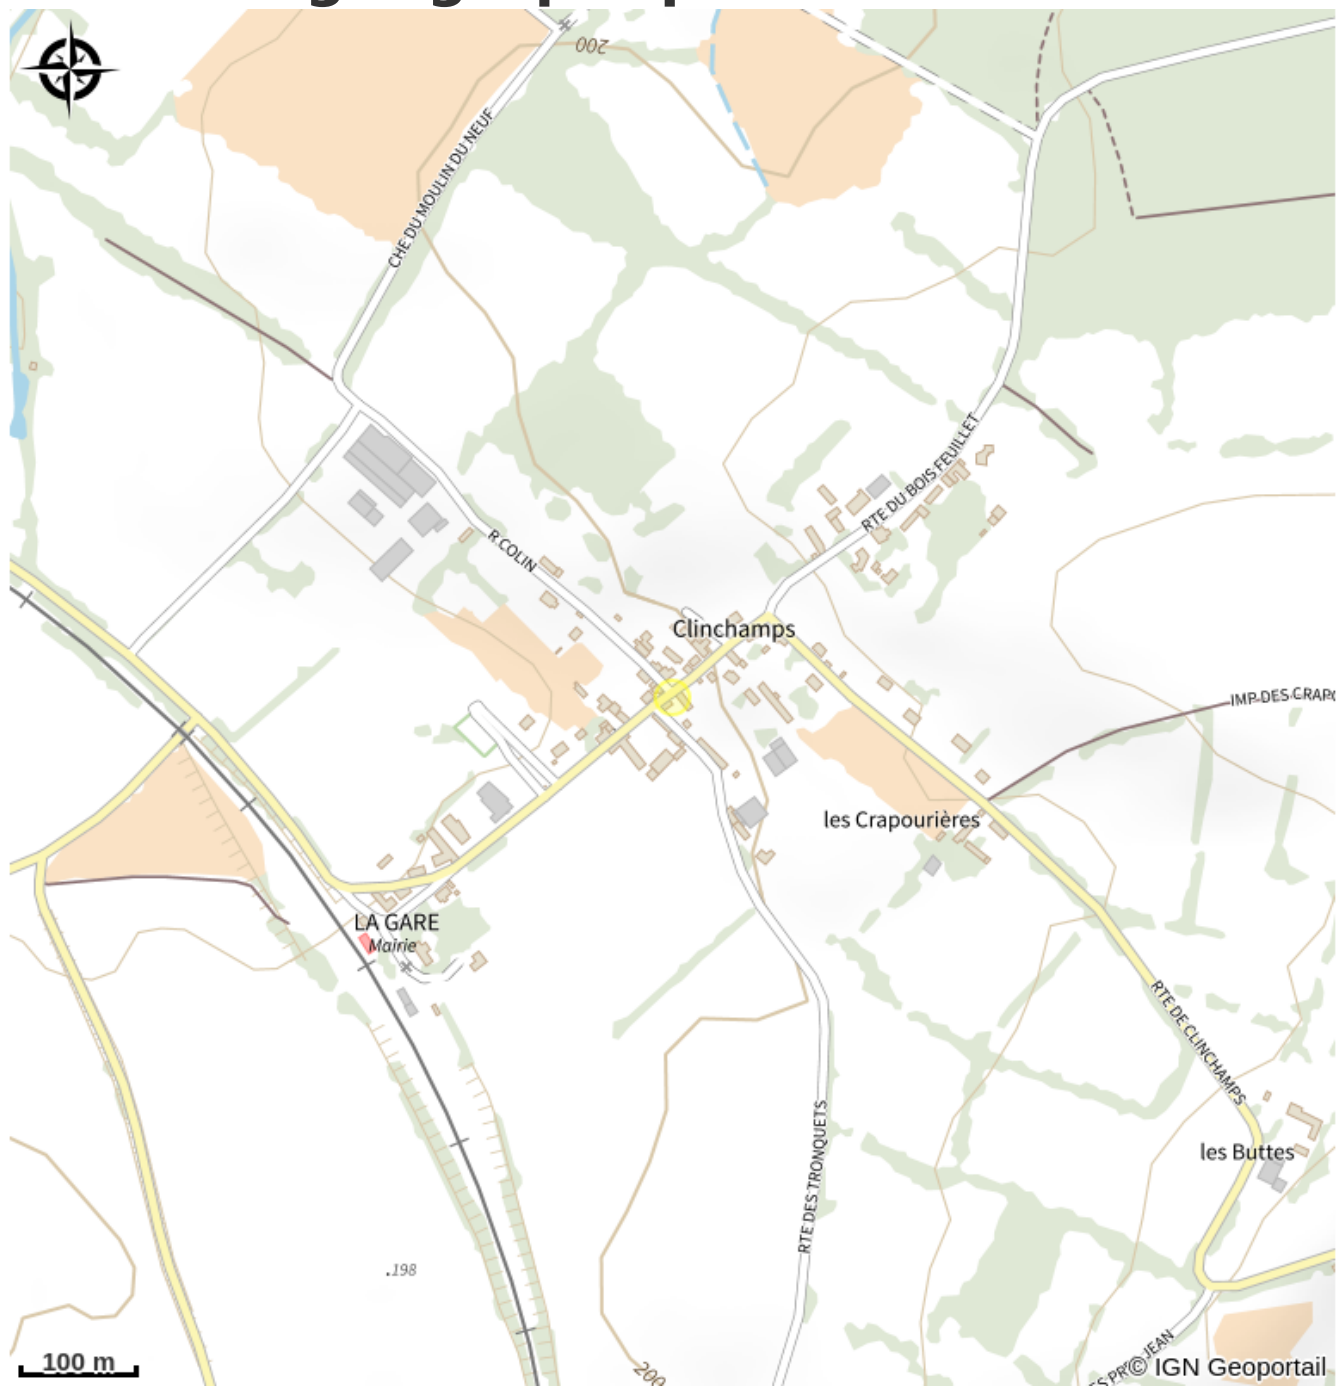 200
CHE DU MOULIN DU NEUF
RTE DU BOIS FEUILLET
R COLIN
Clinchamps
IMP DES
les Crapourières
LA GARE
Mairie
RTE DE CLINCHAMPS
RTE DES TRONQUETS
les Buttes
198
200
JEAN
100 m
© IGN Geoportail